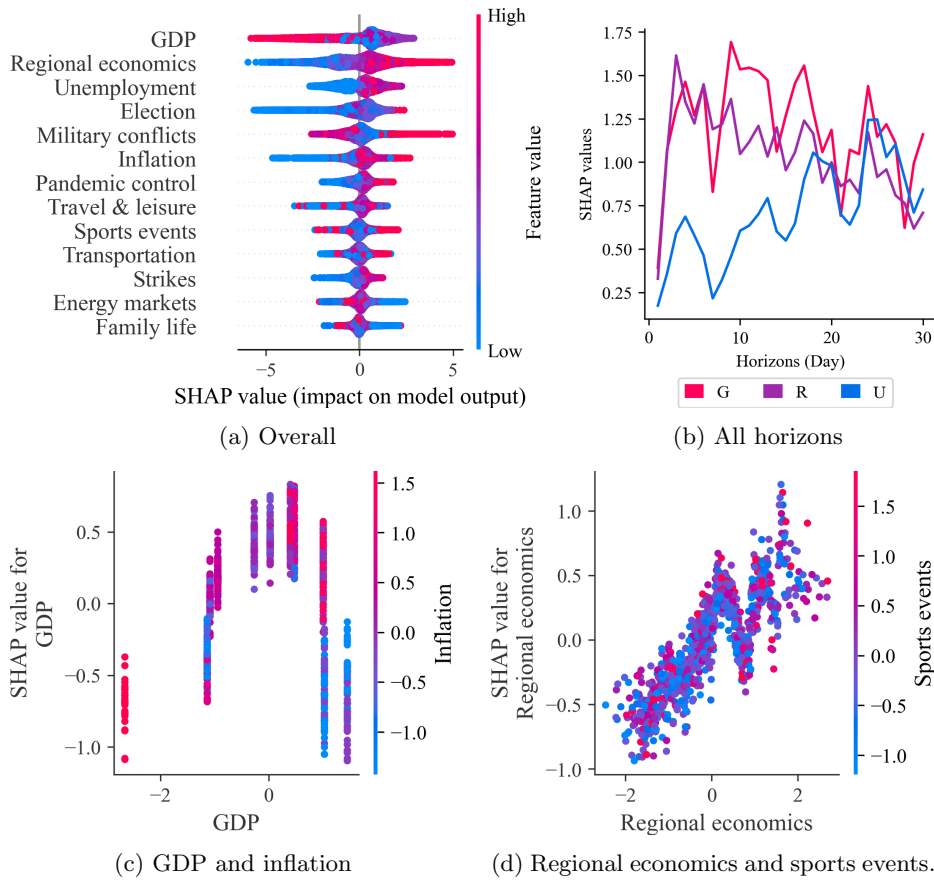 High
GDP
Regional economics
Unemployment
Election
Military conflicts
Inflation
Pandemic control
Travel & leisure
Sports events
Transportation
Strikes
Energy markets
Family life
Low
Feature value
−5
0
5
SHAP value (impact on model output)
(a) Overall
1.75
1.50
1.25
1.00
0.75
0.50
0.25
SHAP values
0
10
20
30
Horizons (Day)
G R U
(b) All horizons
SHAP value for
GDP
0.5
0.0
−0.5
−1.0
−2
0
GDP
1.5
1.0
0.5
0.0
−0.5
−1.0
Inflation
(c) GDP and inflation
SHAP value for
Regional economics
1.0
0.5
0.0
−0.5
−1.0
−2
0
2
Regional economics
1.5
1.0
0.5
0.0
−0.5
−1.0
Sports events
(d) Regional economics and sports events.